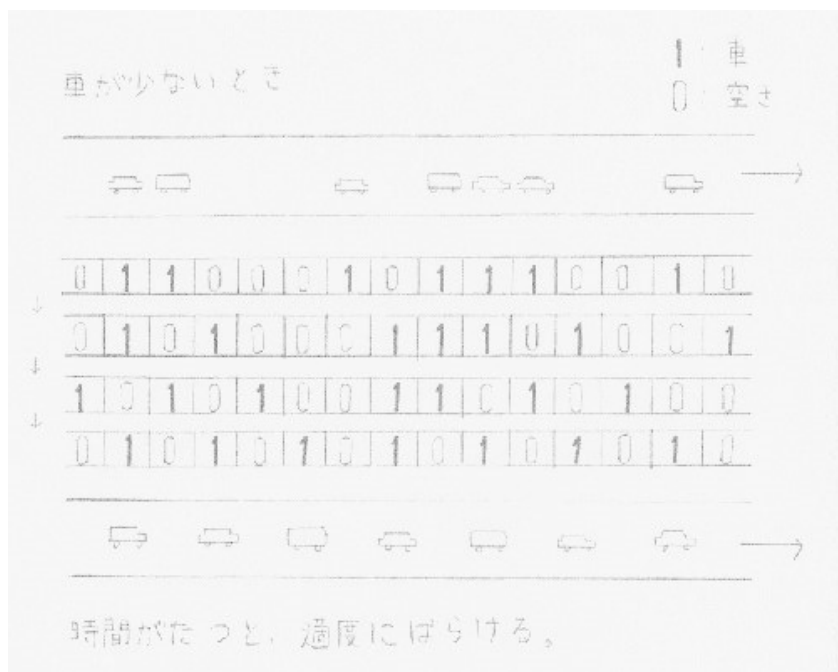 1：車
車が少ないとき
0：空き
0 1 1 0 0 0 1 0 1 1 1 0 0 1 0
0 1 0 1 0 0 0 1 1 1 0 1 0 0 1
1 0 1 0 1 0 0 1 1 0 1 0 1 0 0
0 1 0 1 0 1 0 1 0 1 0 1 0 1 0
時間がたつと、適度にばらける。